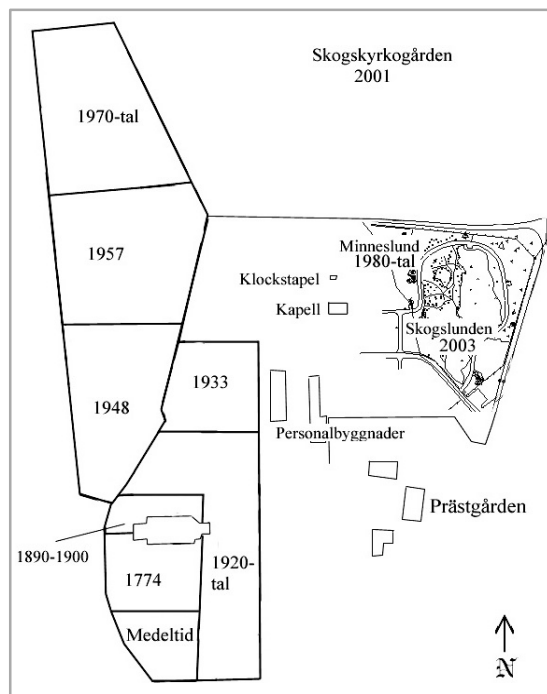 Skogskyrkogården
2001
1970-tal
Minneslund
1980-tal
1957
Klockstapel
Kapell
Skogslunden
2003
1933
1948
Personalbyggnader
Prästgården
1890-1900
1920-
tal
1774
Medeltid
N